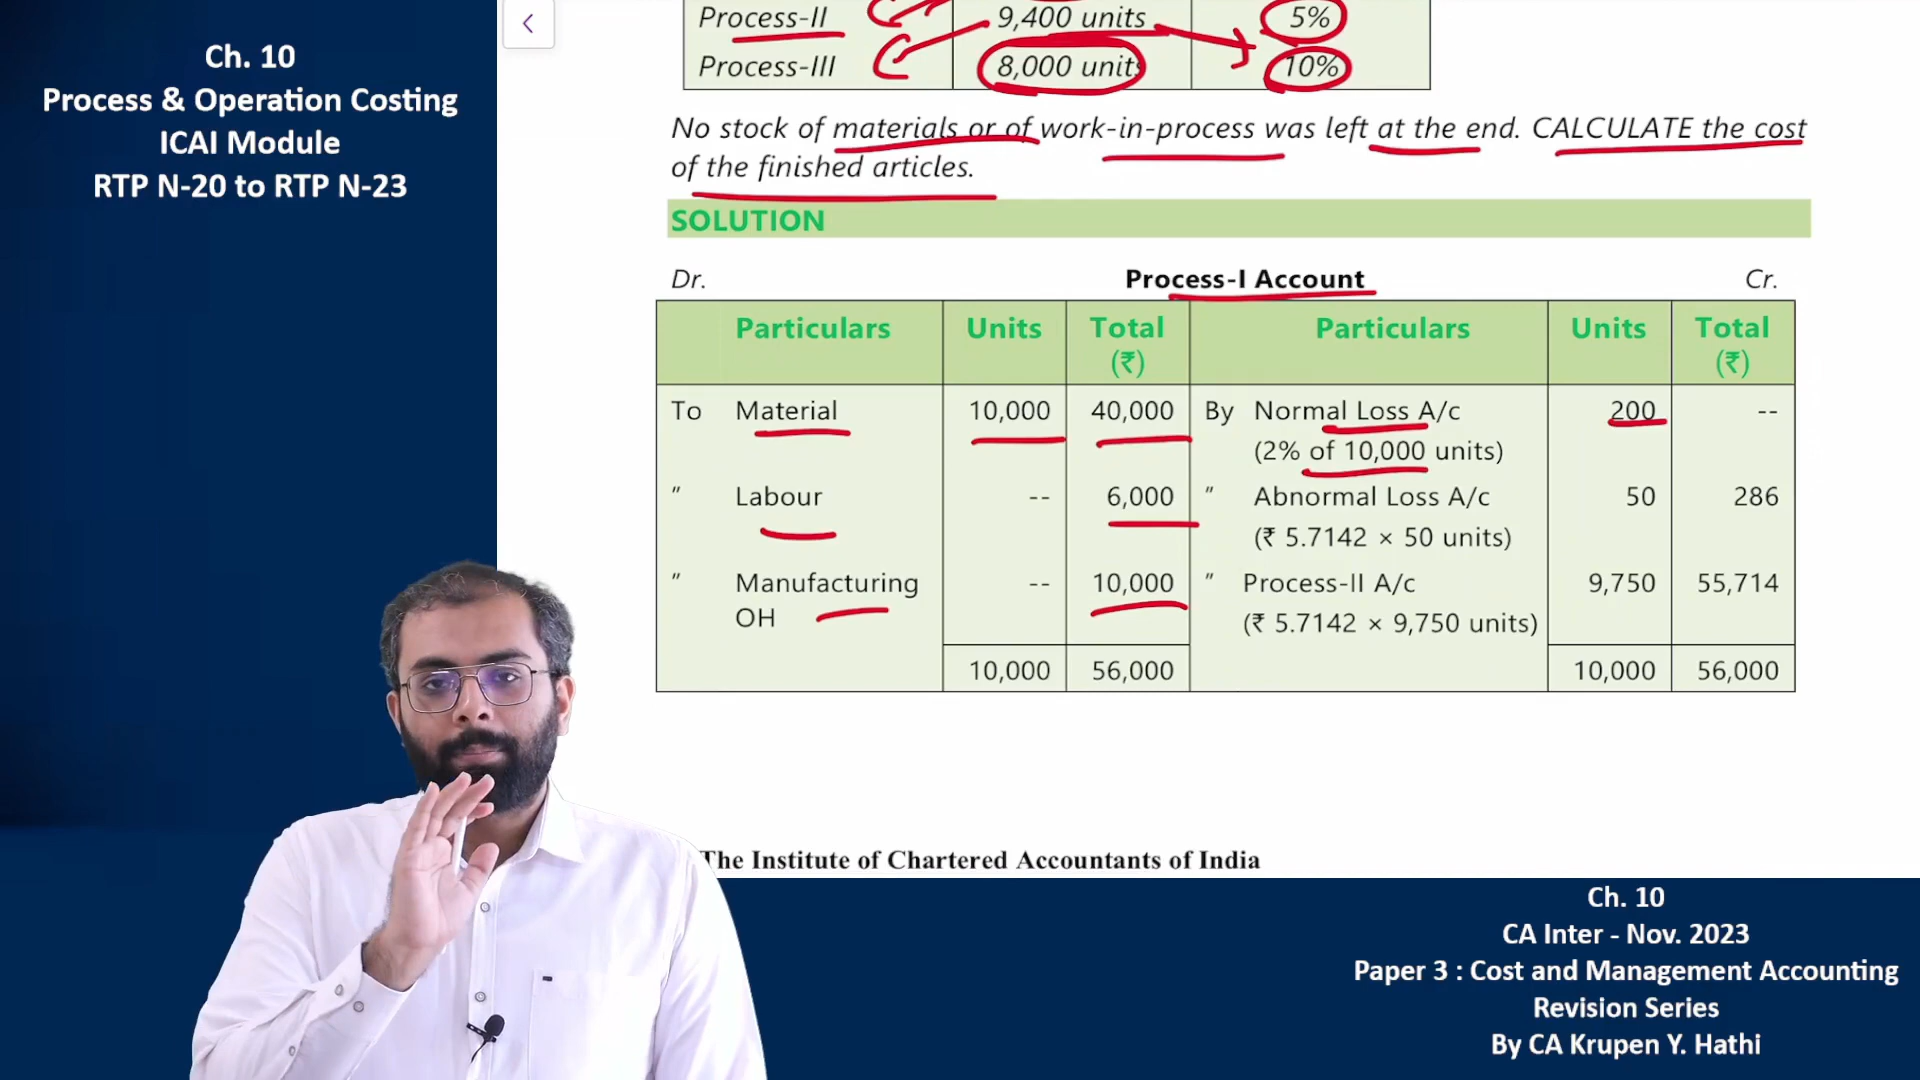 Ch. 10
Process & Operation Costing
ICAI Module
RTP N-20 to RTP N-23
Process-II 9,400 units 5%
Process-III 8,000 units 10%
No stock of materials or of work-in-process was left at the end. CALCULATE the cost
of the finished articles.
SOLUTION
Dr. Process-I Account Cr.
Particulars Units Total Particulars Units Total
(₹) (₹)
To Material 10,000 40,000 By Normal Loss A/c 200 --
(2% of 10,000 units)
” Labour -- 6,000 ” Abnormal Loss A/c 50 286
(₹ 5.7142 × 50 units)
” Manufacturing -- 10,000 ” Process-II A/c 9,750 55,714
OH (₹ 5.7142 × 9,750 units)
10,000 56,000 10,000 56,000
The Institute of Chartered Accountants of India
Ch. 10
CA Inter - Nov. 2023
Paper 3 : Cost and Management Accounting
Revision Series
By CA Krupen Y. Hathi